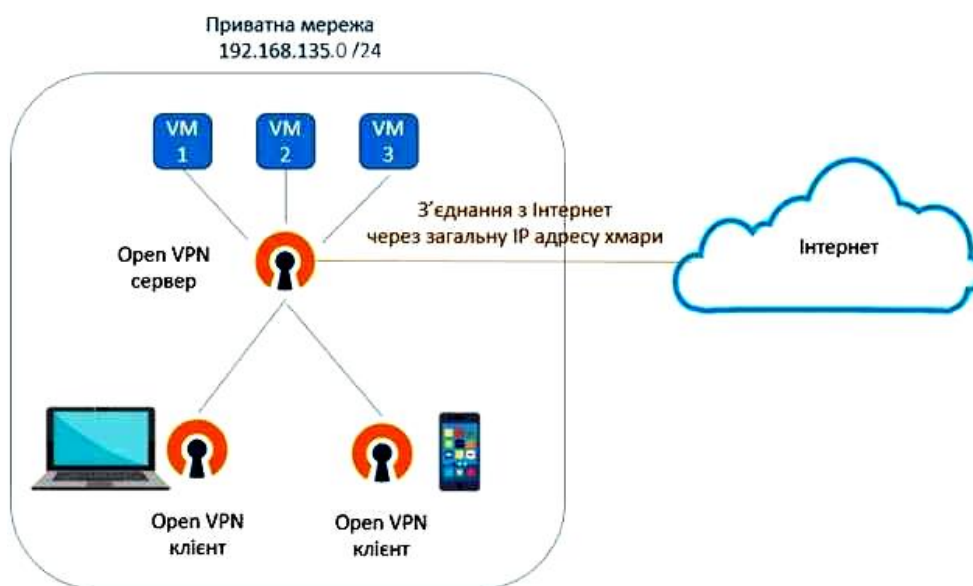 Приватна мережа
192.168.135.0 /24
VM
1
VM
2
VM
3
З'єднання з Інтернет
через загальну IP адресу хмари
Інтернет
Open VPN
сервер
Open VPN
клієнт
Open VPN
клієнт